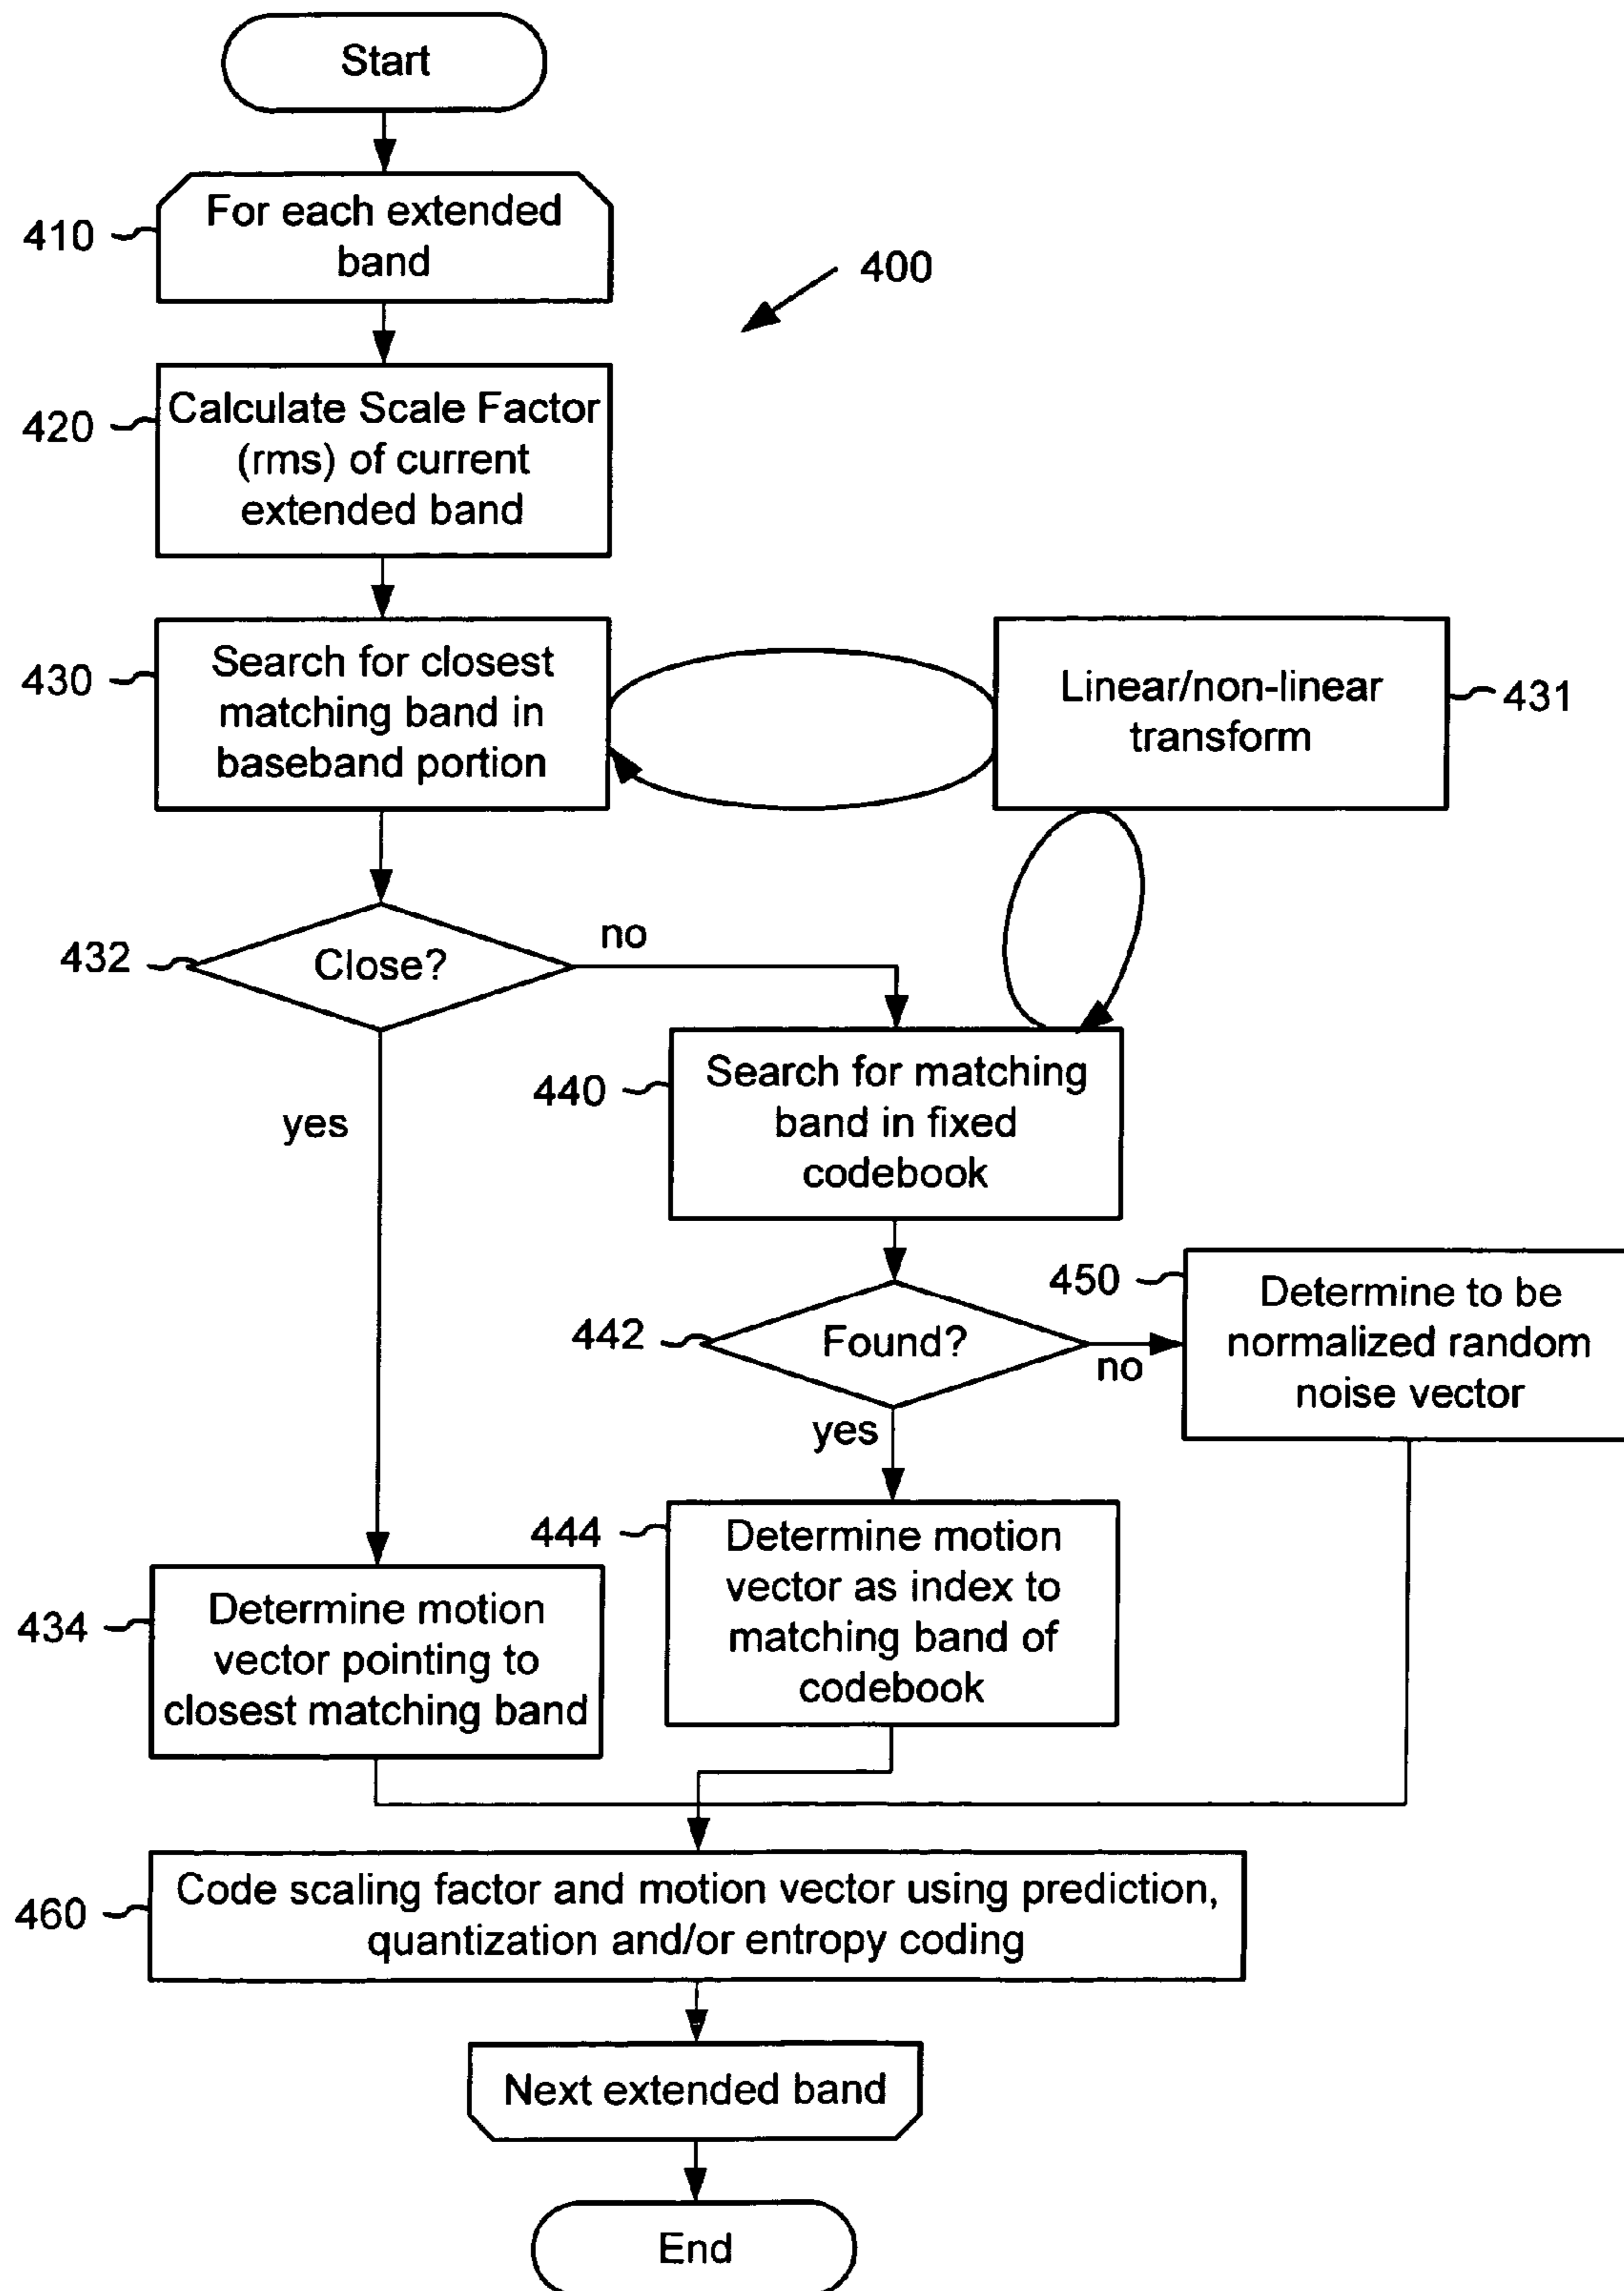 Start
410
For each extended
band
400
420
Calculate Scale Factor
(rms) of current
extended band
430
Search for closest
matching band in
baseband portion
Linear/non-linear
transform
431
432
Close?
no
yes
440
Search for matching
band in fixed
codebook
442
Found?
no
yes
450
Determine to be
normalized random
noise vector
444
Determine motion
vector as index to
matching band of
codebook
434
Determine motion
vector pointing to
closest matching band
460
Code scaling factor and motion vector using prediction,
quantization and/or entropy coding
Next extended band
End